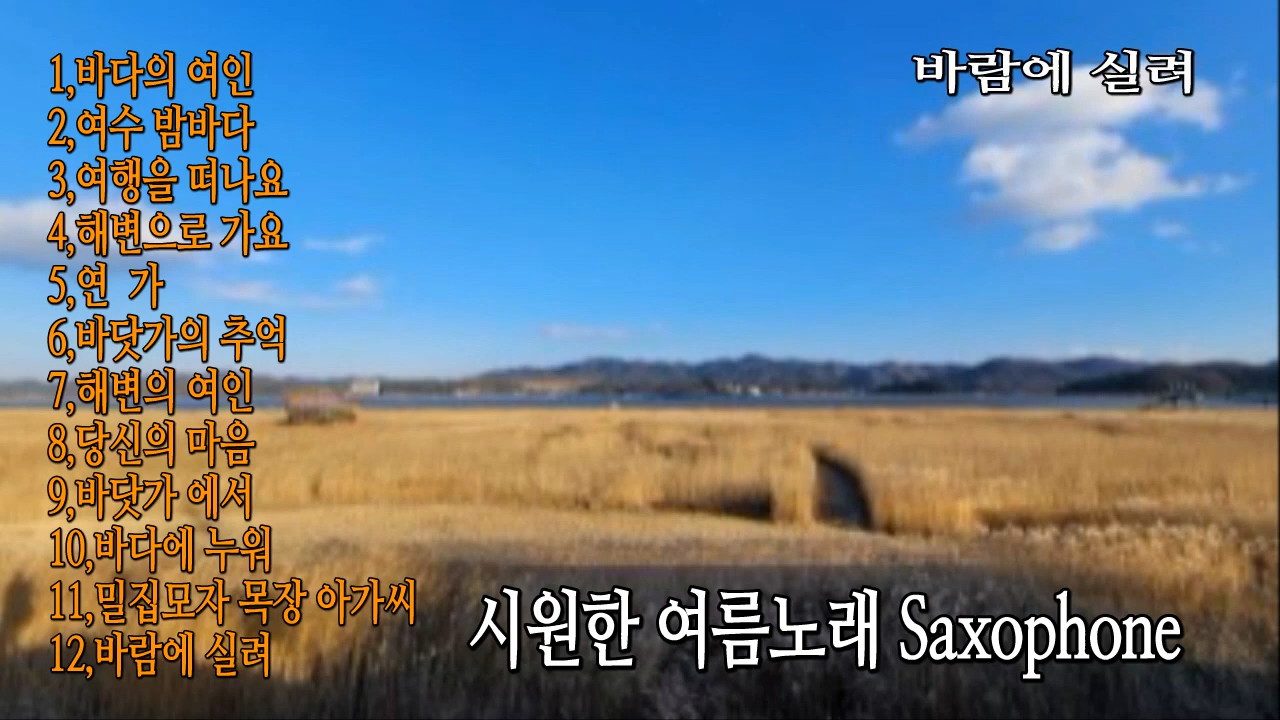 1,바다의 여인
2,여수 밤바다
3,여행을 떠나요
4,해변으로 가요
5,연 가
6,바닷가의 추억
7,해변의 여인
8,당신의 마음
9,바닷가 에서
10,바다에 누워
11,밀집모자 목장 아가씨
12,바람에 실려
바람에 실려
시원한 여름노래 Saxophone